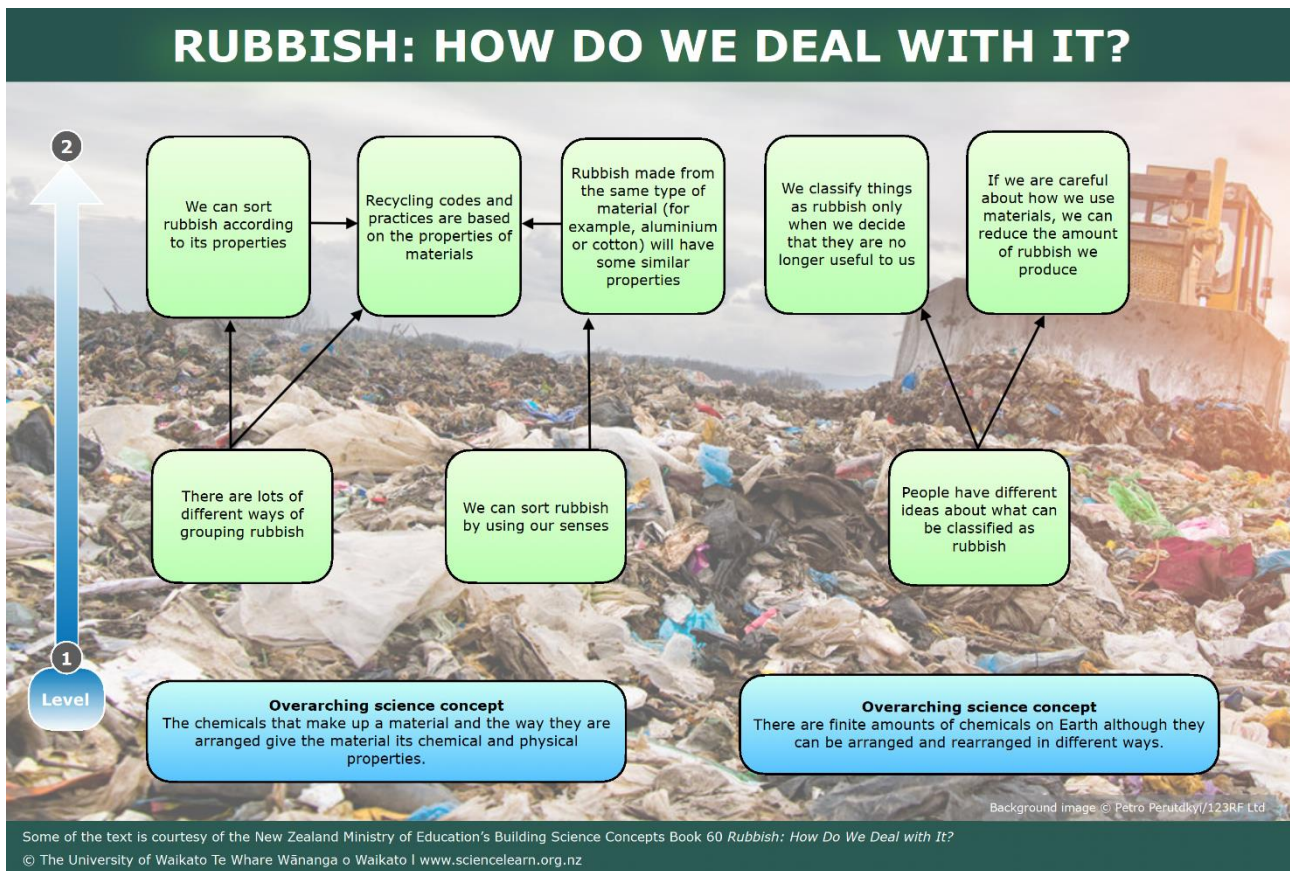 RUBBISH: HOW DO WE DEAL WITH IT?
2
We can sort
rubbish according
to its properties
Recycling codes and
practices are based
on the properties of
materials
Rubbish made from
the same type of
material (for
example, aluminium
or cotton) will have
some similar
properties
We classify things
as rubbish only
when we decide
that they are no
longer useful to us
If we are careful
about how we use
materials, we can
reduce the amount
of rubbish we
produce
There are lots of
different ways of
grouping rubbish
We can sort rubbish
by using our senses
People have different
ideas about what can
be classified as
rubbish
1
Level
Overarching science concept
The chemicals that make up a material and the way they are
arranged give the material its chemical and physical
properties.
Overarching science concept
There are finite amounts of chemicals on Earth although they
can be arranged and rearranged in different ways.
Background image © Petro Perutdkyi/123RF Ltd
Some of the text is courtesy of the New Zealand Ministry of Education's Building Science Concepts Book 60 Rubbish: How Do We Deal with It?
© The University of Waikato Te Whare Wānanga o Waikato l www.sciencelearn.org.nz